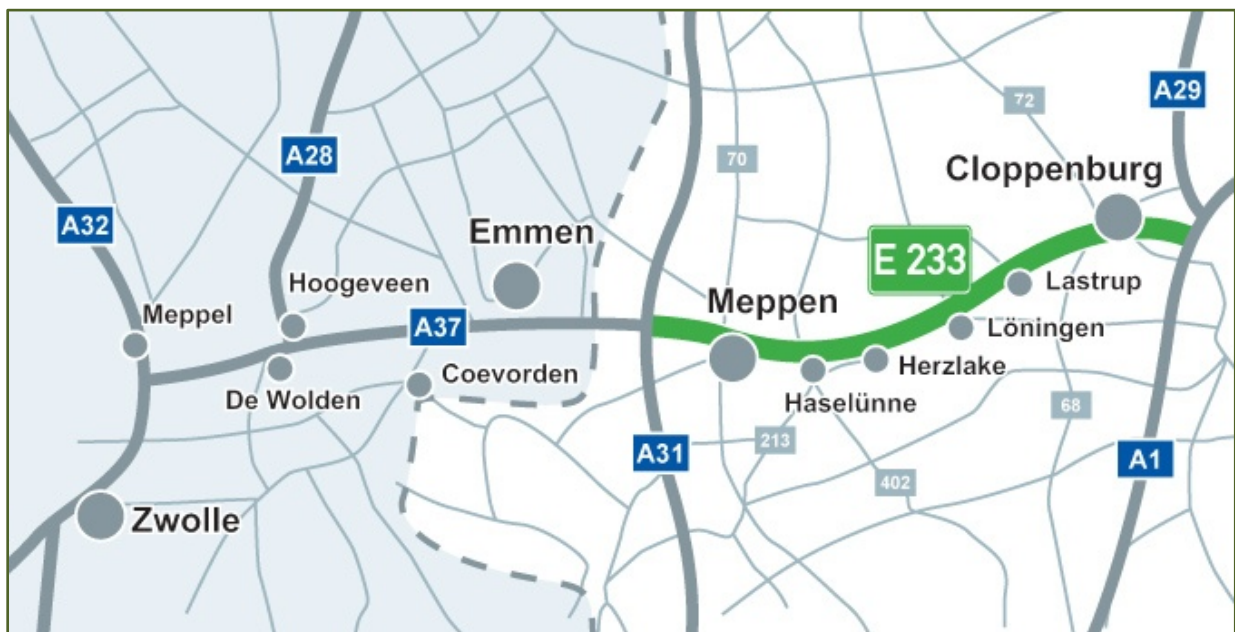 A29
72
A28
70
Cloppenburg
A32
Emmen
E 233
Hoogeveen
Lastrup
Meppen
Meppel
A37
Löningen
Herzlake
Coevorden
De Wolden
Haselünne
68
213
A31
A1
402
Zwolle